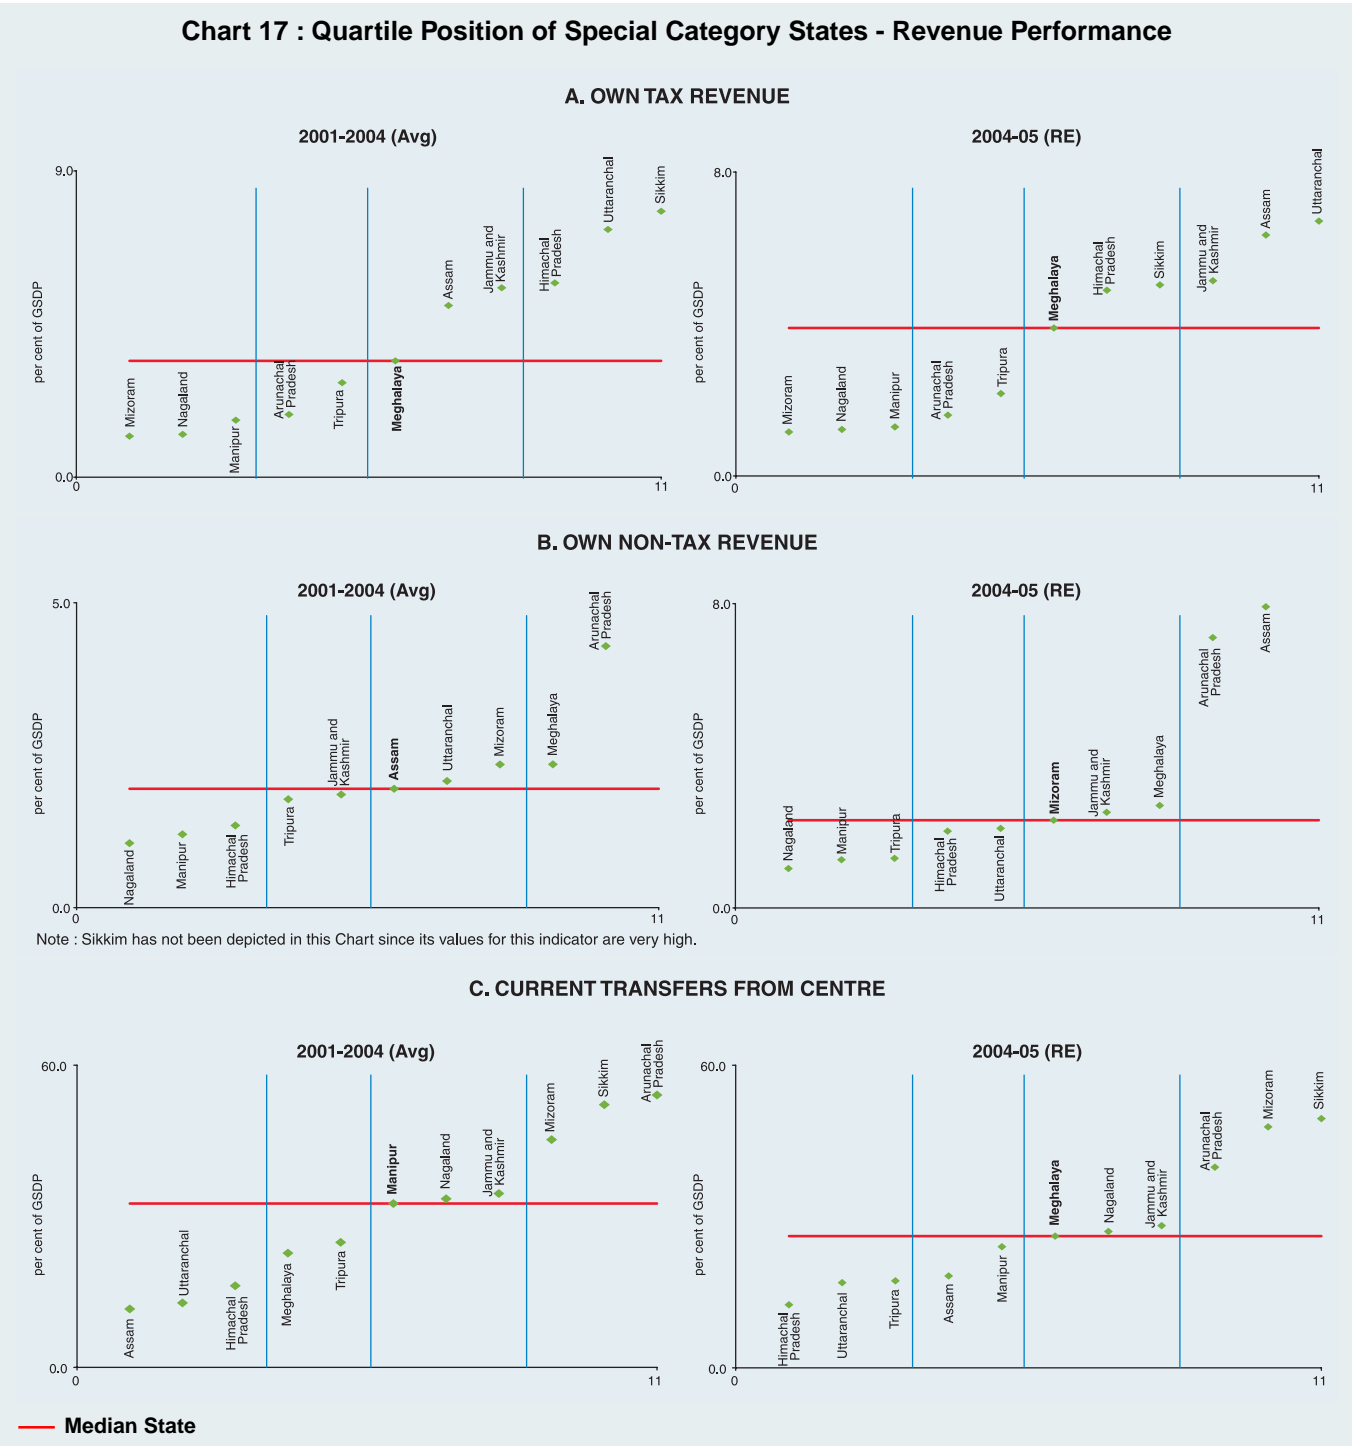 Chart 17 : Quartile Position of Special Category States - Revenue Performance
A. OWN TAX REVENUE
2001-2004 (Avg)
per cent of GSDP
9.0
0.0
0
11
Mizoram
Nagaland
Manipur
Arunachal
Pradesh
Tripura
Meghalaya
Assam
Jammu and
Kashmir
Himachal
Pradesh
Uttaranchal
Sikkim
2004-05 (RE)
per cent of GSDP
8.0
0.0
0
11
Mizoram
Nagaland
Manipur
Arunachal
Pradesh
Tripura
Meghalaya
Himachal
Pradesh
Sikkim
Jammu and
Kashmir
Assam
Uttaranchal
B. OWN NON-TAX REVENUE
2001-2004 (Avg)
per cent of GSDP
5.0
0.0
0
11
Nagaland
Manipur
Himachal
Pradesh
Tripura
Jammu and
Kashmir
Assam
Uttaranchal
Mizoram
Meghalaya
Arunachal
Pradesh
2004-05 (RE)
per cent of GSDP
8.0
0.0
0
11
Nagaland
Manipur
Tripura
Himachal
Pradesh
Uttaranchal
Mizoram
Jammu and
Kashmir
Meghalaya
Arunachal
Pradesh
Assam
Note : Sikkim has not been depicted in this Chart since its values for this indicator are very high.
C. CURRENT TRANSFERS FROM CENTRE
2001-2004 (Avg)
per cent of GSDP
60.0
0.0
0
11
Assam
Uttaranchal
Himachal
Pradesh
Meghalaya
Tripura
Manipur
Nagaland
Jammu and
Kashmir
Mizoram
Sikkim
Arunachal
Pradesh
2004-05 (RE)
per cent of GSDP
60.0
0.0
0
11
Himachal
Pradesh
Uttaranchal
Tripura
Assam
Manipur
Meghalaya
Nagaland
Jammu and
Kashmir
Arunachal
Pradesh
Mizoram
Sikkim
Median State